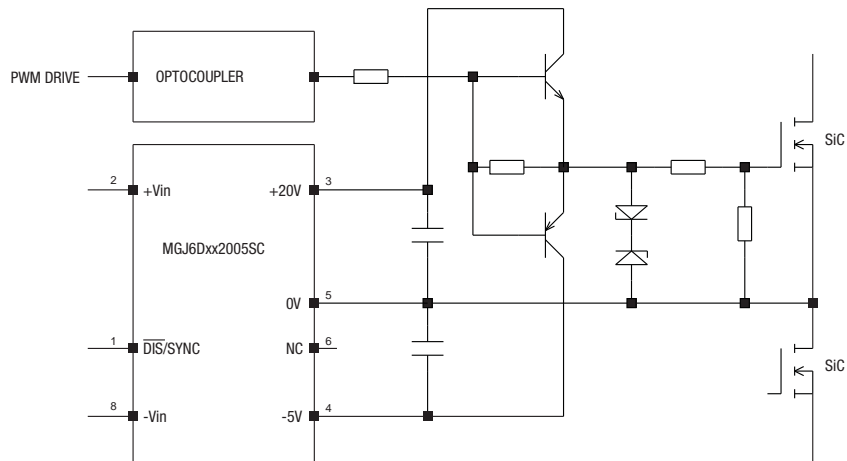 PWM DRIVE
OPTOCOUPLER
SiC
2
+Vin
+20V
3
MGJ6Dxx2005SC
0V
5
1
DIS/SYNC
NC
6
SiC
8
-Vin
-5V
4